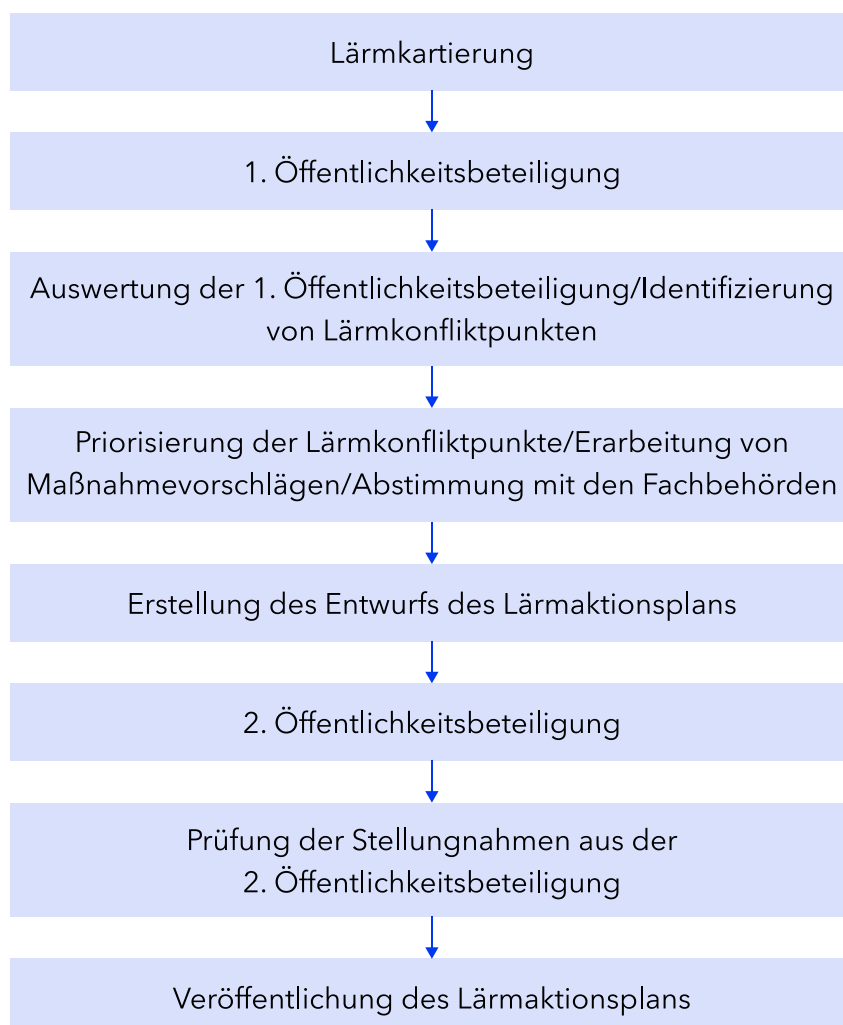 Lärmkartierung
1. Öffentlichkeitsbeteiligung
Auswertung der 1. Öffentlichkeitsbeteiligung/Identifizierung
von Lärmkonfliktpunkten
Priorisierung der Lärmkonfliktpunkte/Erarbeitung von
Maßnahmevorschlägen/Abstimmung mit den Fachbehörden
Erstellung des Entwurfs des Lärmaktionsplans
2. Öffentlichkeitsbeteiligung
Prüfung der Stellungnahmen aus der
2. Öffentlichkeitsbeteiligung
Veröffentlichung des Lärmaktionsplans